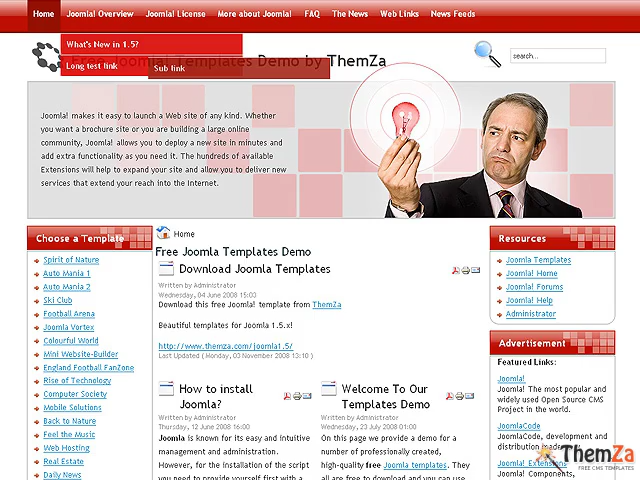 Home Joomla! Overview Joomla! License More about Joomla! FAQ The News Web Links News Feeds
What's New in 1.5?
Long test link
Sub link
Free Joomla! Templates Demo by ThemZa
search...
Joomla! makes it easy to launch a Web site of any kind. Whether
you want a brochure site or you are building a large online
community, Joomla! allows you to deploy a new site in minutes and
add extra functionality as you need it. The hundreds of available
Extensions will help to expand your site and allow you to deliver new
services that extend your reach into the Internet.
Choose a Template
Spirit of Nature
Auto Mania 1
Auto Mania 2
Ski Club
Football Arena
Joomla Vortex
Colourful World
Mini Website-Builder
England Football FanZone
Rise of Technology
Computer Society
Mobile Solutions
Back to Nature
Feel the Music
Web Hosting
Real Estate
Daily News
Home
Free Joomla Templates Demo
Download Joomla Templates
Written by Administrator
Wednesday, 04 June 2008 15:03
Download this free Joomla! template from ThemZa
Beautiful templates for Joomla 1.5.x!
http://www.themza.com/joomla1.5/
Last Updated ( Monday, 03 November 2008 13:10 )
How to install
Joomla?
Written by Administrator
Thursday, 12 June 2008 16:00
Joomla is known for its easy and intuitive
management and administration.
However, for the installation of the script
you need to provide yourself first with a
Welcome To Our
Templates Demo
Written by Administrator
Wednesday, 23 July 2008 01:00
On this page we provide a demo for a
number of professionally created,
high-quality free Joomla templates. They
all are free to download and you can use
Resources
Joomla Templates
Joomla! Home
Joomla! Forums
Joomla! Help
Administrator
Advertisement
Featured Links:
Joomla!
Joomla! The most popular and
widely used Open Source CMS
Project in the world.
JoomlaCode
JoomlaCode, development and
distribution
Joomla! Extensions
Joomla! Components,
ThemZa
FREE CMS TEMPLATES